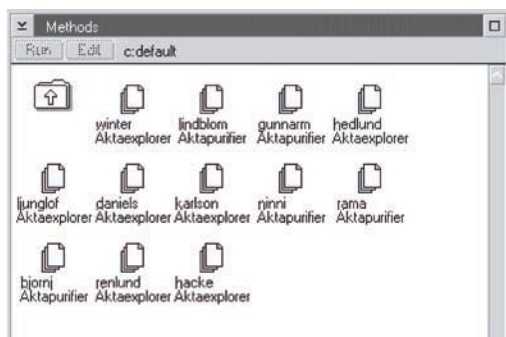 Methods
Run Edit c:default
winter lindblom gunnarm hedlund
Aktaexplorer Aktapurifier Aktapurifier Aktaexplorer
ljunglof daniels karlson ninni rama
Aktaexplorer Aktaexplorer Aktaexplorer Aktapurifier Aktapurifier
bjornj renlund hacke
Aktapurifier Aktaexplorer Aktaexplorer